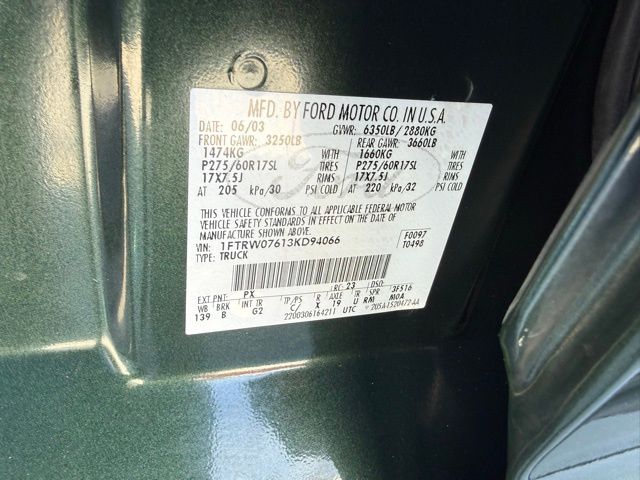 MFD. BY FORD MOTOR CO. IN U.S.A.
DATE: 06/03 GVWR: 6350LB/2880KG
FRONT GAWR: 3250LB REAR GAWR: 3660LB
1474KG WITH 1660KG WITH
P275/60R17SL TIRES P275/60R17SL TIRES
17X7.5J RIMS 17X7.5J RIMS
AT 205 kPa/30 PSI COLD AT 220 kPa/32 PSI COLD
THIS VEHICLE CONFORMS TO ALL APPLICABLE FEDERAL MOTOR
VEHICLE SAFETY STANDARDS IN EFFECT ON THE DATE OF
MANUFACTURE SHOWN ABOVE.
VIN: 1FTRW07613KD94066 F0097
TYPE: TRUCK T0498
EXT PNT: PX RC: 23 DSO:
WB BRK INT TR TP/PS R AXLE TR SPR 3F516
139 B G2 C/ X 19 U RM M0A
2200306164211 UTC